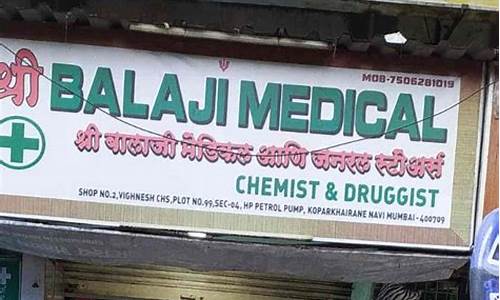 MOB-7506281019
श्री BALAJI MEDICAL
श्री बालाजी मेडिकल आणि जनरल स्टोअर्स
CHEMIST & DRUGGIST
SHOP NO.2,VIGHNESH CHS,PLOT NO.99,SEC-04, HP PETROL PUMP, KOPARKHAIRANE NAVI MUMBAI-400709